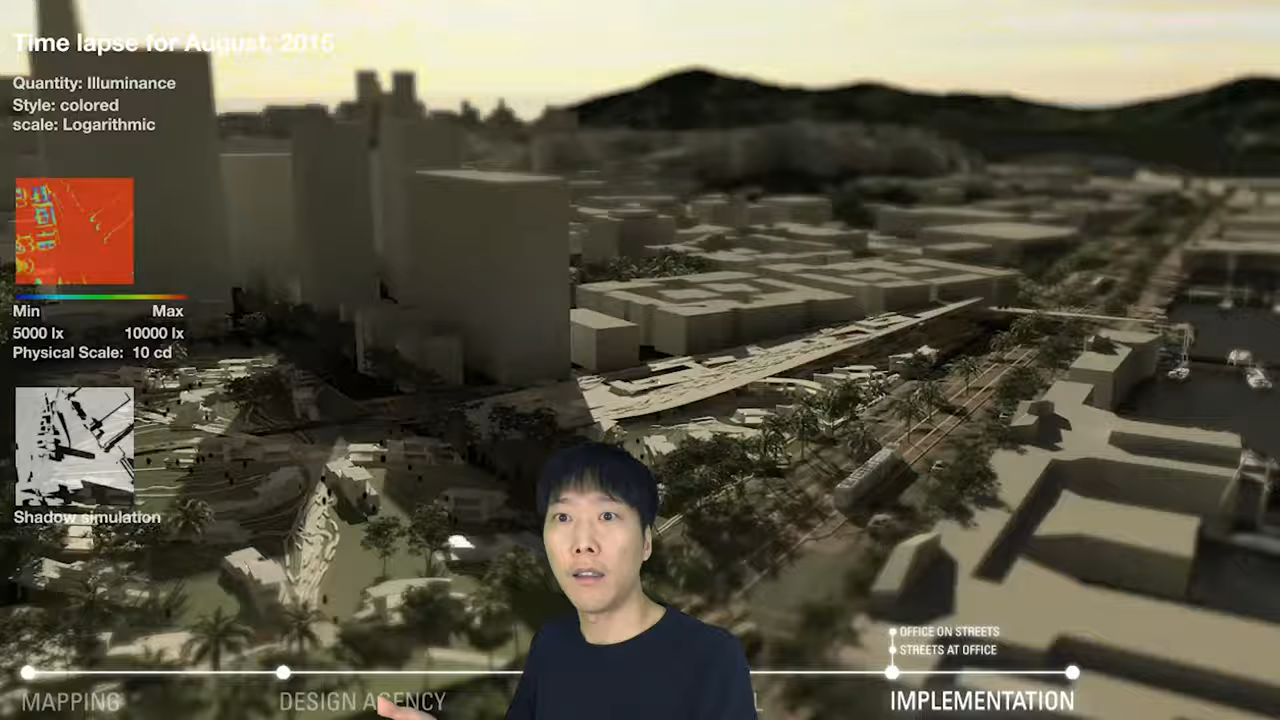 Time lapse for August, 2015
Quantity: Illuminance
Style: colored
scale: Logarithmic
Min Max
5000 lx 10000 lx
Physical Scale: 10 cd
Shadow simulation
OFFICE ON STREETS
STREETS AT OFFICE
MAPPING DESIGN AGENCY IMPLEMENTATION